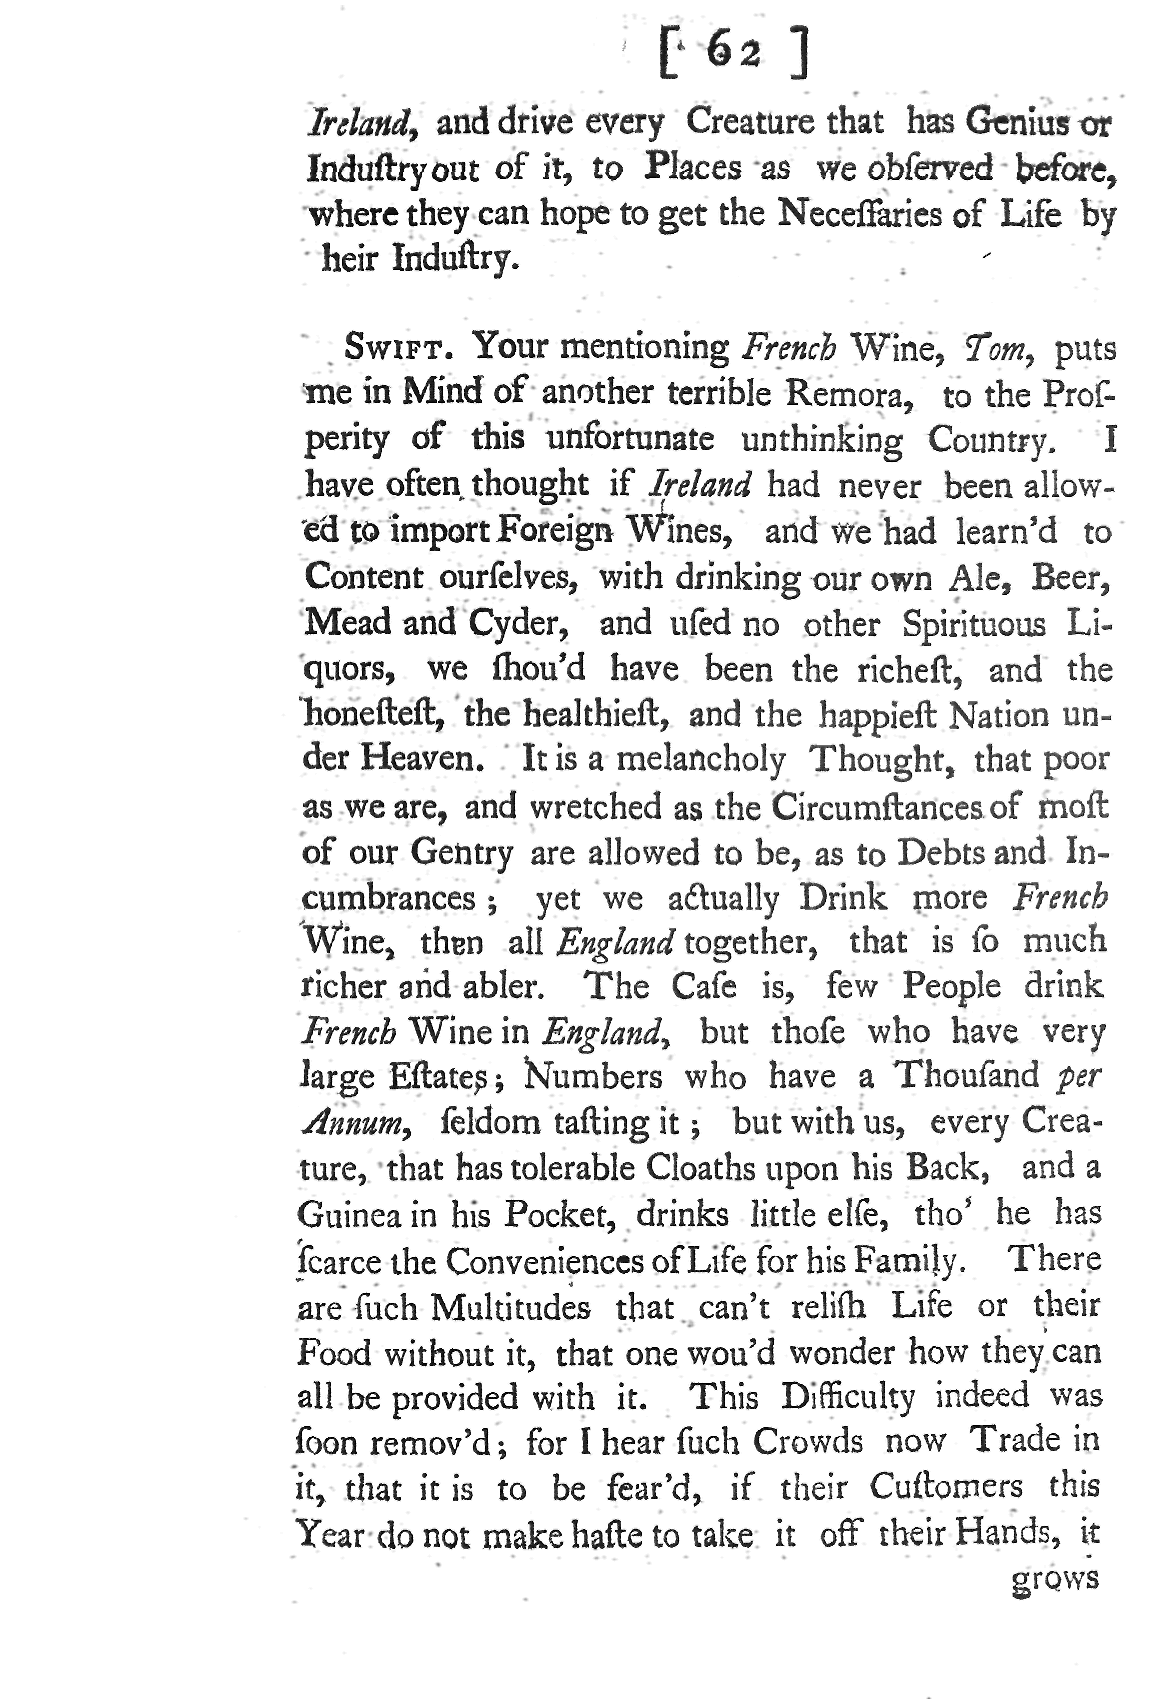 [ 62 ]
Ireland, and drive every Creature that has Genius or
Induſtry out of it, to Places as we obſerved before,
where they can hope to get the Neceſſaries of Life by
heir Induſtry.
SWIFT. Your mentioning French Wine, Tom, puts
me in Mind of another terrible Remora, to the Proſ-
perity of this unfortunate unthinking Country. I
have often thought if Ireland had never been allow-
ed to import Foreign Wines, and we had learn'd to
Content ourſelves, with drinking our own Ale, Beer,
Mead and Cyder, and uſed no other Spirituous Li-
quors, we ſhou'd have been the richeſt, and the
honeſteſt, the healthieſt, and the happieſt Nation un-
der Heaven. It is a melancholy Thought, that poor
as we are, and wretched as the Circumſtances of moſt
of our Gentry are allowed to be, as to Debts and In-
cumbrances ; yet we actually Drink more French
Wine, then all England together, that is ſo much
richer and abler. The Caſe is, few People drink
French Wine in England, but thoſe who have very
large Eſtates; Numbers who have a Thouſand per
Annum, ſeldom taſting it ; but with us, every Crea-
ture, that has tolerable Cloaths upon his Back, and a
Guinea in his Pocket, drinks little elſe, tho' he has
ſcarce the Conveniences of Life for his Family. There
are ſuch Multitudes that can't reliſh Life or their
Food without it, that one wou'd wonder how they can
all be provided with it. This Difficulty indeed was
ſoon remov'd; for I hear ſuch Crowds now Trade in
it, that it is to be fear'd, if their Cuſtomers this
Year do not make haſte to take it off their Hands, it
grows